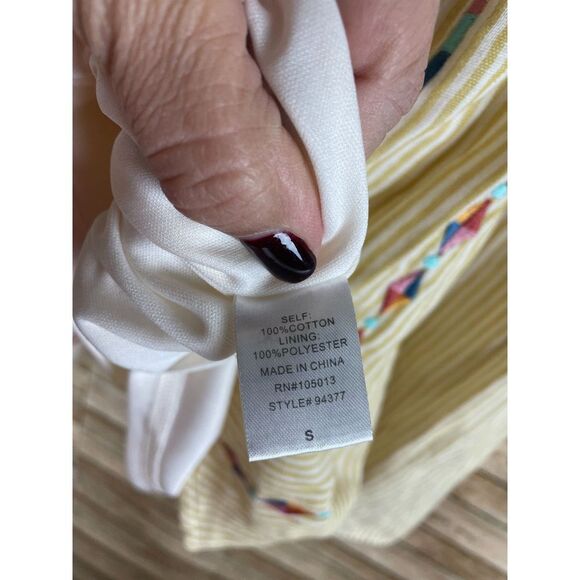 SELF:
100%COTTON
LINING:
100%POLYESTER
MADE IN CHINA
RN#105013
STYLE# 94377
S